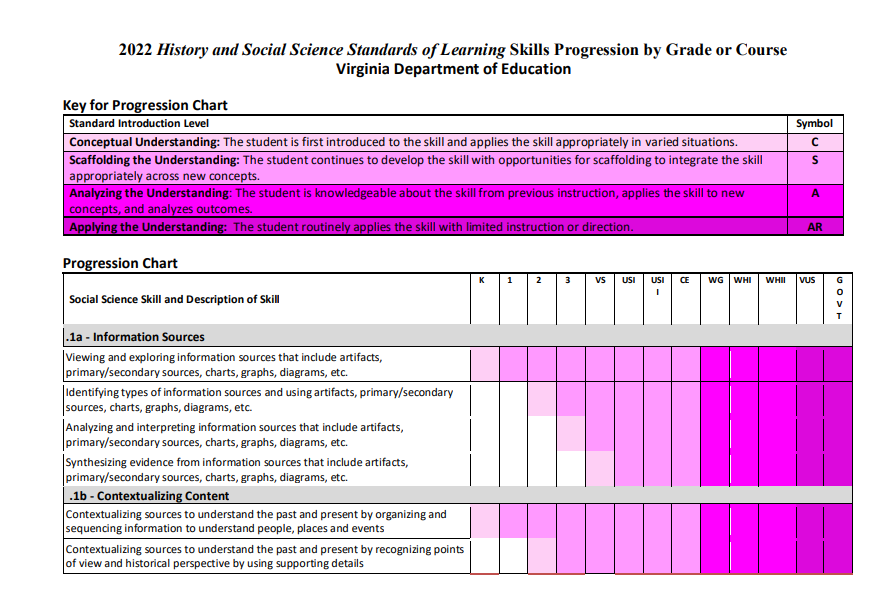 2022 History and Social Science Standards of Learning Skills Progression by Grade or Course
Virginia Department of Education
Key for Progression Chart
Standard Introduction Level Symbol
Conceptual Understanding: The student is first introduced to the skill and applies the skill appropriately in varied situations. C
Scaffolding the Understanding: The student continues to develop the skill with opportunities for scaffolding to integrate the skill S
appropriately across new concepts.
Analyzing the Understanding: The student is knowledgeable about the skill from previous instruction, applies the skill to new A
concepts, and analyzes outcomes.
Applying the Understanding: The student routinely applies the skill with limited instruction or direction. AR
Progression Chart
Social Science Skill and Description of Skill
K
1
2
3
VS
USI
USI
I
CE
WG
WHI
WHII
VUS
G
O
V
T
.1a - Information Sources
Viewing and exploring information sources that include artifacts,
primary/secondary sources, charts, graphs, diagrams, etc.
Identifying types of information sources and using artifacts, primary/secondary
sources, charts, graphs, diagrams, etc.
Analyzing and interpreting information sources that include artifacts,
primary/secondary sources, charts, graphs, diagrams, etc.
Synthesizing evidence from information sources that include artifacts,
primary/secondary sources, charts, graphs, diagrams, etc.
.1b - Contextualizing Content
Contextualizing sources to understand the past and present by organizing and
sequencing information to understand people, places and events
Contextualizing sources to understand the past and present by recognizing points
of view and historical perspective by using supporting details